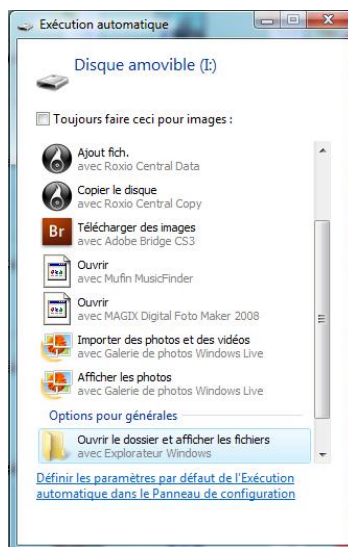 Exécution automatique
Disque amovible (I:)
Toujours faire ceci pour images :
Ajout fich.
avec Roxio Central Data
Copier le disque
avec Roxio Central Copy
Br
Télécharger des images
avec Adobe Bridge CS3
Ouvrir
avec Mufin MusicFinder
Ouvrir
avec MAGIX Digital Foto Maker 2008
Importer des photos et des vidéos
avec Galerie de photos Windows Live
Afficher les photos
avec Galerie de photos Windows Live
Options pour générales
Ouvrir le dossier et afficher les fichiers
avec Explorateur Windows
Définir les paramètres par défaut de l'Exécution
automatique dans le Panneau de configuration